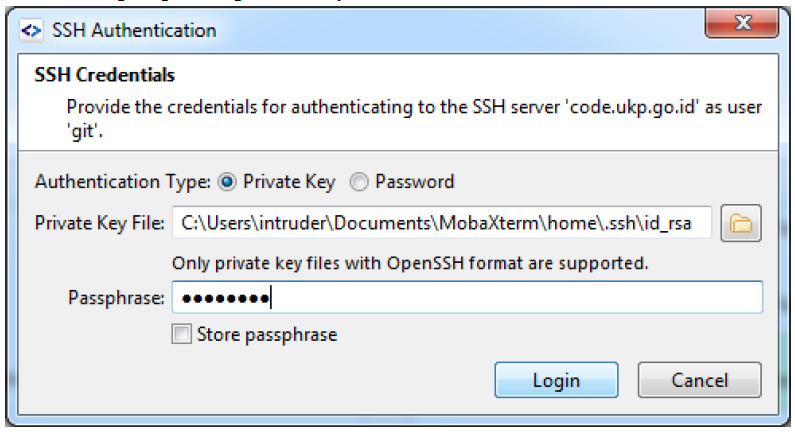 SSH Authentication
SSH Credentials
Provide the credentials for authenticating to the SSH server 'code.ukp.go.id' as user
'git'.
Authentication Type: Private Key Password
Private Key File: C:\Users\intruder\Documents\MobaXterm\home\.ssh\id_rsa
Only private key files with OpenSSH format are supported.
Passphrase: ●●●●●●●●
Store passphrase
Login Cancel